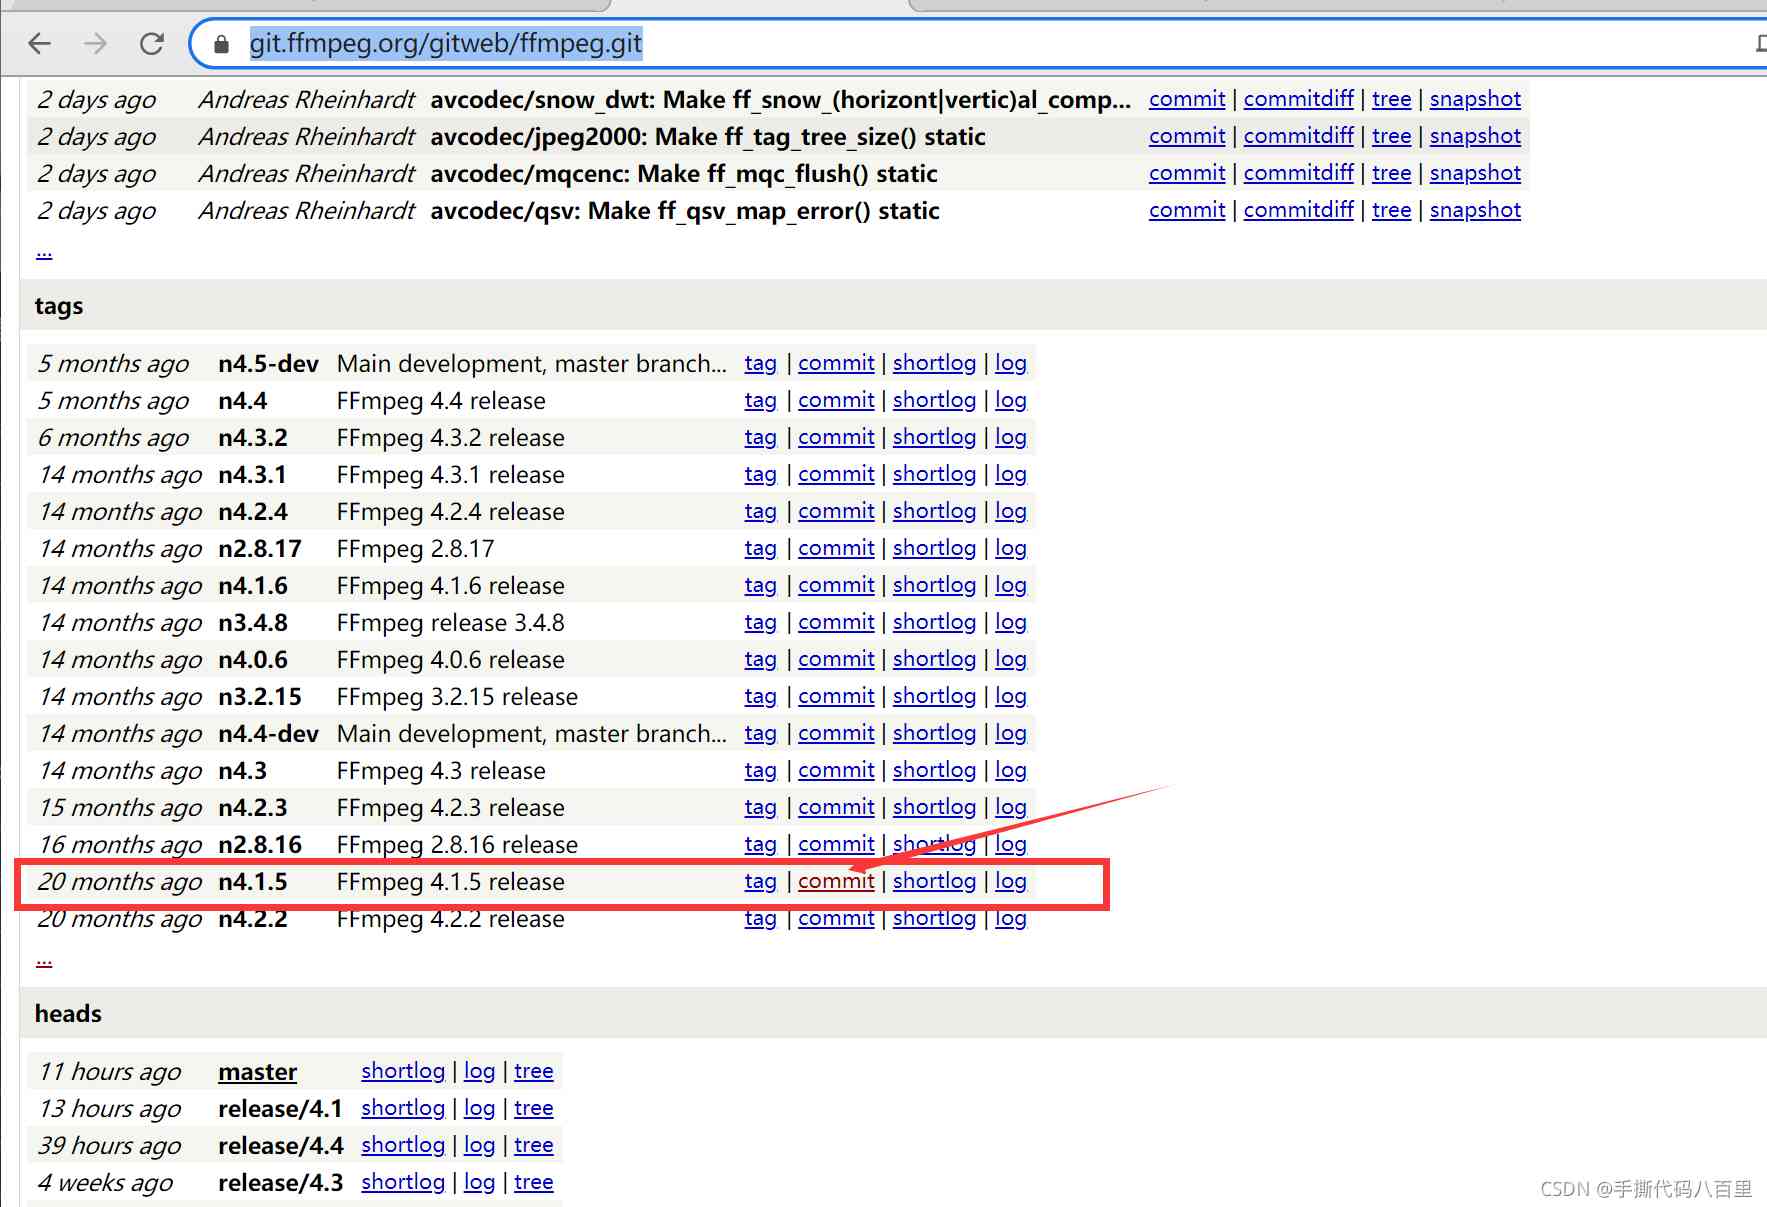 git.ffmpeg.org/gitweb/ffmpeg.git
2 days ago Andreas Rheinhardt avcodec/snow_dwt: Make ff_snow_(horizont|vertic)al_comp... commit | commitdiff | tree | snapshot
2 days ago Andreas Rheinhardt avcodec/jpeg2000: Make ff_tag_tree_size() static commit | commitdiff | tree | snapshot
2 days ago Andreas Rheinhardt avcodec/mqcenc: Make ff_mqc_flush() static commit | commitdiff | tree | snapshot
2 days ago Andreas Rheinhardt avcodec/qsv: Make ff_qsv_map_error() static commit | commitdiff | tree | snapshot
...
tags
5 months ago n4.5-dev Main development, master branch... tag | commit | shortlog | log
5 months ago n4.4 FFmpeg 4.4 release tag | commit | shortlog | log
6 months ago n4.3.2 FFmpeg 4.3.2 release tag | commit | shortlog | log
14 months ago n4.3.1 FFmpeg 4.3.1 release tag | commit | shortlog | log
14 months ago n4.2.4 FFmpeg 4.2.4 release tag | commit | shortlog | log
14 months ago n2.8.17 FFmpeg 2.8.17 tag | commit | shortlog | log
14 months ago n4.1.6 FFmpeg 4.1.6 release tag | commit | shortlog | log
14 months ago n3.4.8 FFmpeg release 3.4.8 tag | commit | shortlog | log
14 months ago n4.0.6 FFmpeg 4.0.6 release tag | commit | shortlog | log
14 months ago n3.2.15 FFmpeg 3.2.15 release tag | commit | shortlog | log
14 months ago n4.4-dev Main development, master branch... tag | commit | shortlog | log
14 months ago n4.3 FFmpeg 4.3 release tag | commit | shortlog | log
15 months ago n4.2.3 FFmpeg 4.2.3 release tag | commit | shortlog | log
16 months ago n2.8.16 FFmpeg 2.8.16 release tag | commit | shortlog | log
20 months ago n4.1.5 FFmpeg 4.1.5 release tag | commit | shortlog | log
20 months ago n4.2.2 FFmpeg 4.2.2 release tag | commit | shortlog | log
...
heads
11 hours ago master shortlog | log | tree
13 hours ago release/4.1 shortlog | log | tree
39 hours ago release/4.4 shortlog | log | tree
4 weeks ago release/4.3 shortlog | log | tree
CSDN @手撕代码八百里